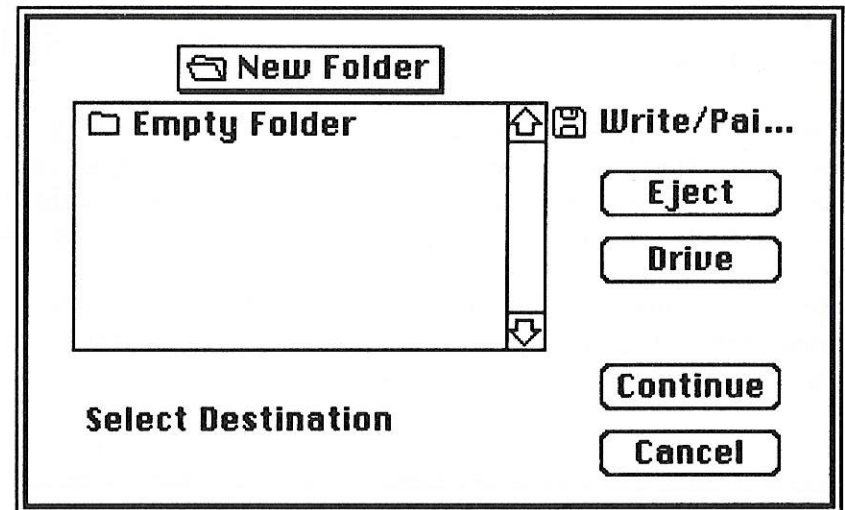 New Folder
Empty Folder
Write/Pai...
Eject
Drive
Select Destination
Continue
Cancel